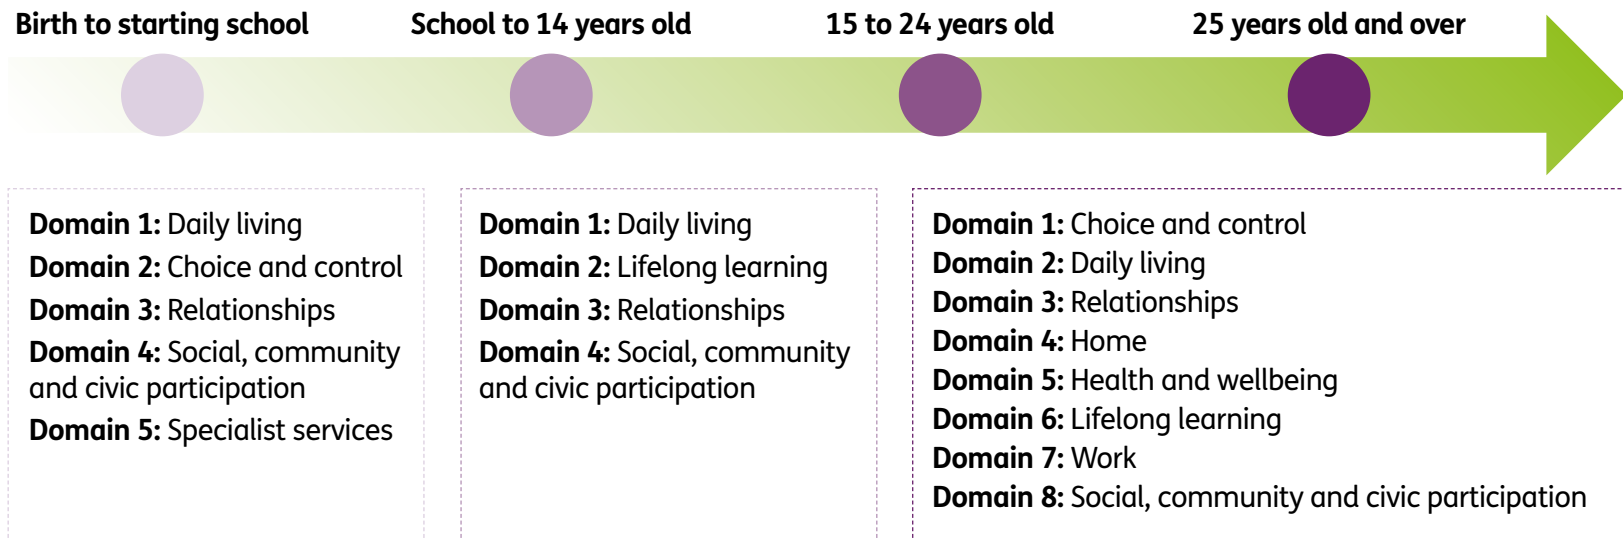 Birth to starting school
School to 14 years old
15 to 24 years old
25 years old and over
Domain 1: Daily living
Domain 2: Choice and control
Domain 3: Relationships
Domain 4: Social, community
and civic participation
Domain 5: Specialist services
Domain 1: Daily living
Domain 2: Lifelong learning
Domain 3: Relationships
Domain 4: Social, community
and civic participation
Domain 1: Choice and control
Domain 2: Daily living
Domain 3: Relationships
Domain 4: Home
Domain 5: Health and wellbeing
Domain 6: Lifelong learning
Domain 7: Work
Domain 8: Social, community and civic participation